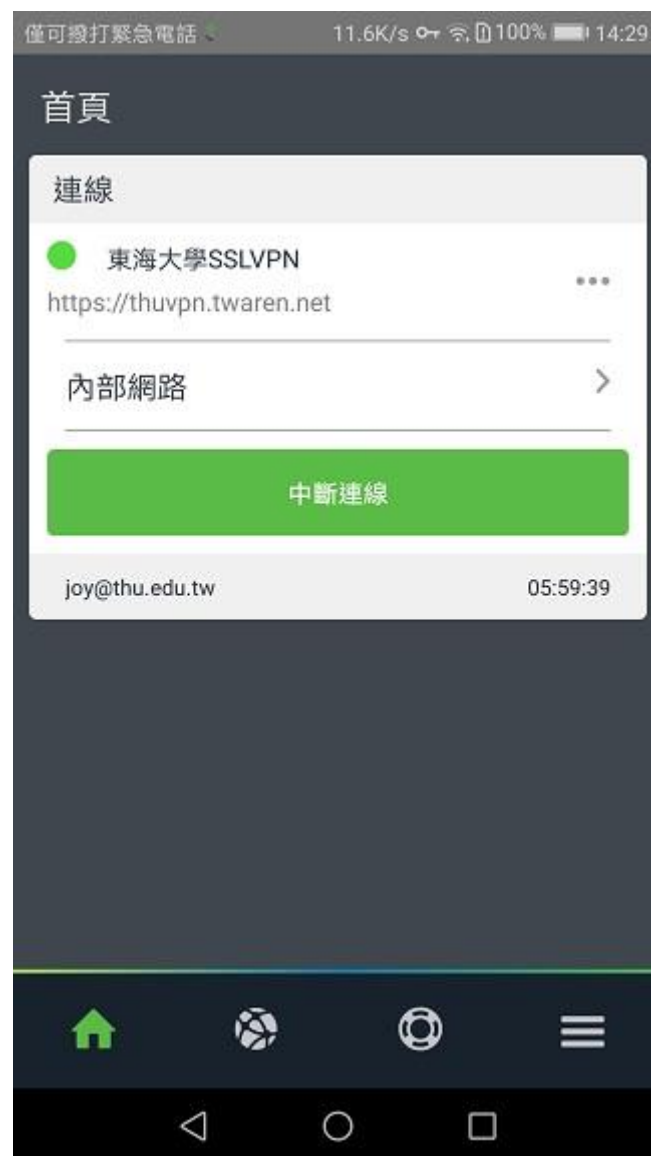 僅可撥打緊急電話 11.6K/s 100% 14:29
首頁
連線
東海大學SSLVPN
https://thuvpn.twaren.net
內部網路
中斷連線
joy@thu.edu.tw 05:59:39